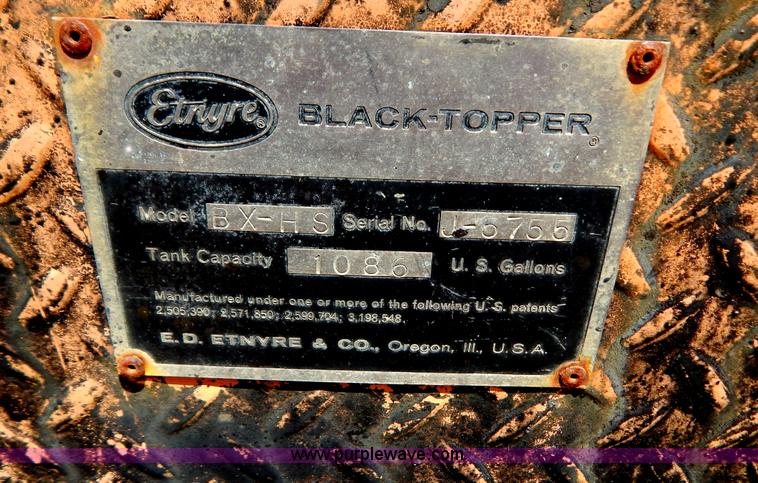 Etnyre® BLACK-TOPPER®
Model BX-HS Serial No. J-5755
Tank Capacity 1086 U. S. Gallons
Manufactured under one or more of the following U. S. patents
2,505,390; 2,571,850; 2,599,704; 3,198,548.
E.D. ETNYRE & CO., Oregon, Ill., U.S.A.
www.purplewave.com